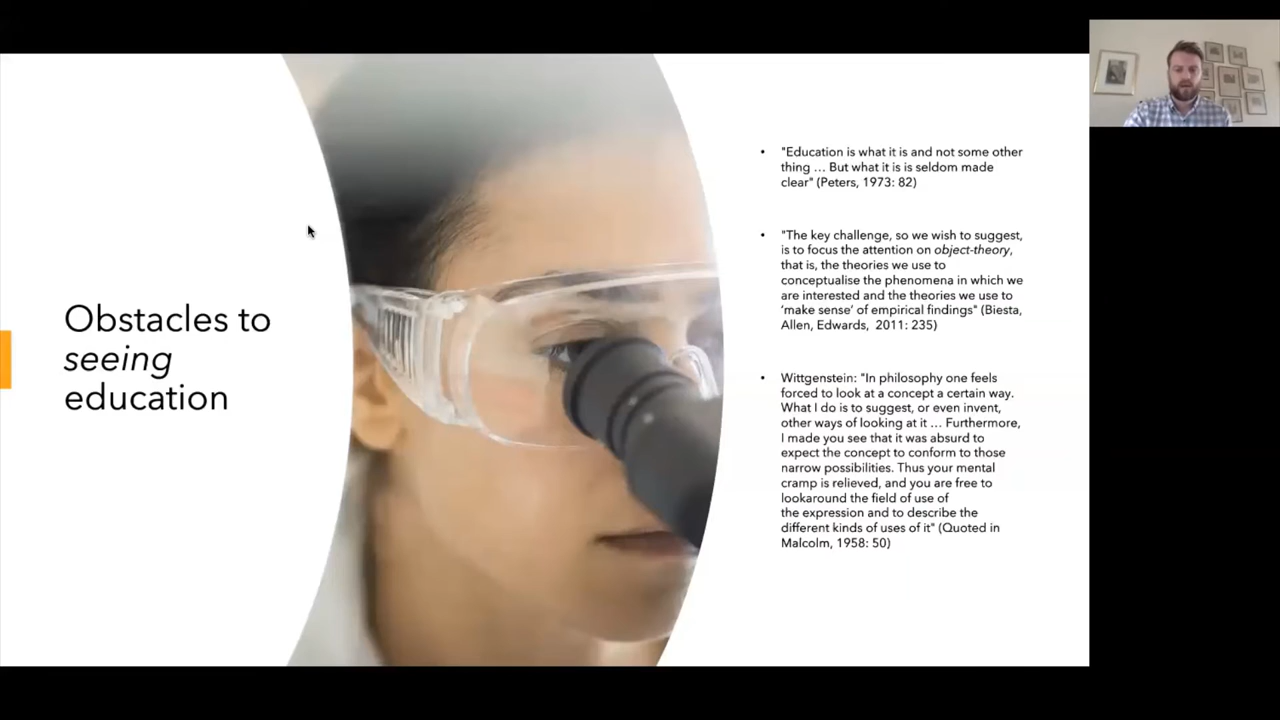 Obstacles to
seeing
education
• "Education is what it is and not some other
thing … But what it is is seldom made
clear" (Peters, 1973: 82)
• "The key challenge, so we wish to suggest,
is to focus the attention on object-theory,
that is, the theories we use to
conceptualise the phenomena in which we
are interested and the theories we use to
‘make sense’ of empirical findings" (Biesta,
Allen, Edwards, 2011: 235)
• Wittgenstein: "In philosophy one feels
forced to look at a concept a certain way.
What I do is to suggest, or even invent,
other ways of looking at it … Furthermore,
I made you see that it was absurd to
expect the concept to conform to those
narrow possibilities. Thus your mental
cramp is relieved, and you are free to
lookaround the field of use of
the expression and to describe the
different kinds of uses of it" (Quoted in
Malcolm, 1958: 50)